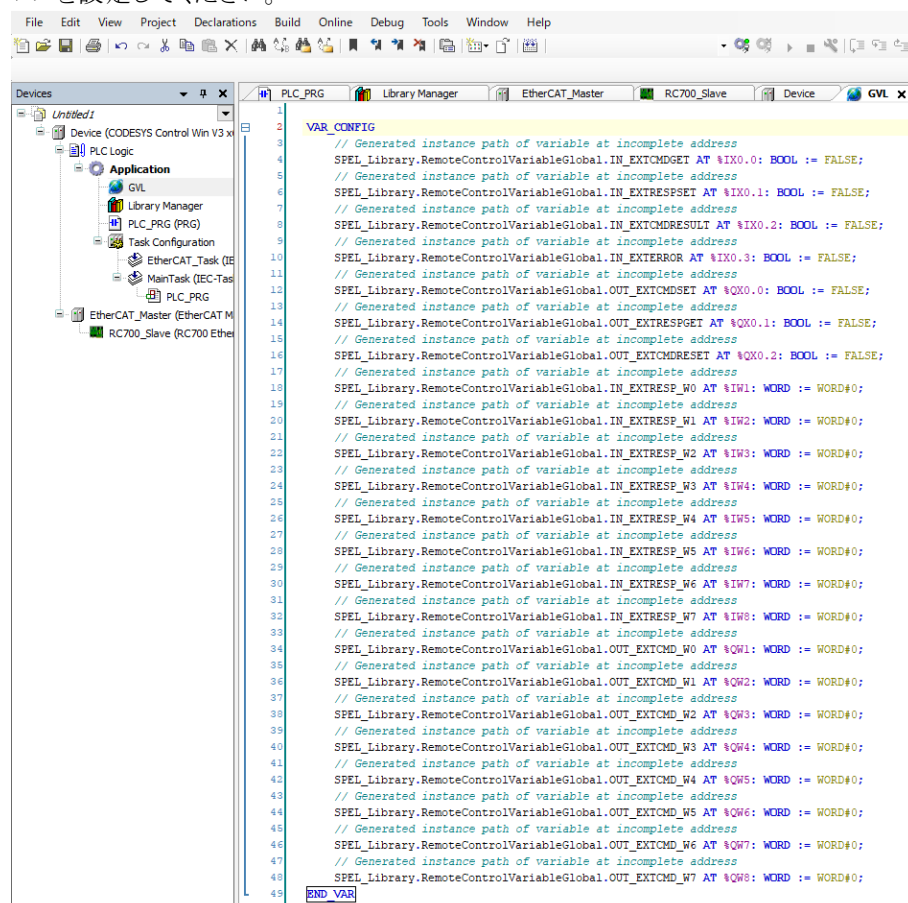 を設定してください。
File Edit View Project Declarations Build Online Debug Tools Window Help
Devices
PLC_PRG Library Manager EtherCAT_Master RC700_Slave Device GVL
Untitled1
Device (CODESYS Control Win V3 x
PLC Logic
Application
GVL
Library Manager
PLC_PRG (PRG)
Task Configuration
EtherCAT_Task (IE
MainTask (IEC-Tas
PLC_PRG
EtherCAT_Master (EtherCAT M
RC700_Slave (RC700 Ether
1
2 VAR_CONFIG
3 // Generated instance path of variable at incomplete address
4 SPEL_Library.RemoteControlVariableGlobal.IN_EXTCMDGET AT %IX0.0: BOOL := FALSE;
5 // Generated instance path of variable at incomplete address
6 SPEL_Library.RemoteControlVariableGlobal.IN_EXTRESPSET AT %IX0.1: BOOL := FALSE;
7 // Generated instance path of variable at incomplete address
8 SPEL_Library.RemoteControlVariableGlobal.IN_EXTCMDRESULT AT %IX0.2: BOOL := FALSE;
9 // Generated instance path of variable at incomplete address
10 SPEL_Library.RemoteControlVariableGlobal.IN_EXTERROR AT %IX0.3: BOOL := FALSE;
11 // Generated instance path of variable at incomplete address
12 SPEL_Library.RemoteControlVariableGlobal.OUT_EXTCMDSET AT %QX0.0: BOOL := FALSE;
13 // Generated instance path of variable at incomplete address
14 SPEL_Library.RemoteControlVariableGlobal.OUT_EXTRESPGET AT %QX0.1: BOOL := FALSE;
15 // Generated instance path of variable at incomplete address
16 SPEL_Library.RemoteControlVariableGlobal.OUT_EXTCMDRESET AT %QX0.2: BOOL := FALSE;
17 // Generated instance path of variable at incomplete address
18 SPEL_Library.RemoteControlVariableGlobal.IN_EXTRESP_W0 AT %IW1: WORD := WORD#0;
19 // Generated instance path of variable at incomplete address
20 SPEL_Library.RemoteControlVariableGlobal.IN_EXTRESP_W1 AT %IW2: WORD := WORD#0;
21 // Generated instance path of variable at incomplete address
22 SPEL_Library.RemoteControlVariableGlobal.IN_EXTRESP_W2 AT %IW3: WORD := WORD#0;
23 // Generated instance path of variable at incomplete address
24 SPEL_Library.RemoteControlVariableGlobal.IN_EXTRESP_W3 AT %IW4: WORD := WORD#0;
25 // Generated instance path of variable at incomplete address
26 SPEL_Library.RemoteControlVariableGlobal.IN_EXTRESP_W4 AT %IW5: WORD := WORD#0;
27 // Generated instance path of variable at incomplete address
28 SPEL_Library.RemoteControlVariableGlobal.IN_EXTRESP_W5 AT %IW6: WORD := WORD#0;
29 // Generated instance path of variable at incomplete address
30 SPEL_Library.RemoteControlVariableGlobal.IN_EXTRESP_W6 AT %IW7: WORD := WORD#0;
31 // Generated instance path of variable at incomplete address
32 SPEL_Library.RemoteControlVariableGlobal.IN_EXTRESP_W7 AT %IW8: WORD := WORD#0;
33 // Generated instance path of variable at incomplete address
34 SPEL_Library.RemoteControlVariableGlobal.OUT_EXTCMD_W0 AT %QW1: WORD := WORD#0;
35 // Generated instance path of variable at incomplete address
36 SPEL_Library.RemoteControlVariableGlobal.OUT_EXTCMD_W1 AT %QW2: WORD := WORD#0;
37 // Generated instance path of variable at incomplete address
38 SPEL_Library.RemoteControlVariableGlobal.OUT_EXTCMD_W2 AT %QW3: WORD := WORD#0;
39 // Generated instance path of variable at incomplete address
40 SPEL_Library.RemoteControlVariableGlobal.OUT_EXTCMD_W3 AT %QW4: WORD := WORD#0;
41 // Generated instance path of variable at incomplete address
42 SPEL_Library.RemoteControlVariableGlobal.OUT_EXTCMD_W4 AT %QW5: WORD := WORD#0;
43 // Generated instance path of variable at incomplete address
44 SPEL_Library.RemoteControlVariableGlobal.OUT_EXTCMD_W5 AT %QW6: WORD := WORD#0;
45 // Generated instance path of variable at incomplete address
46 SPEL_Library.RemoteControlVariableGlobal.OUT_EXTCMD_W6 AT %QW7: WORD := WORD#0;
47 // Generated instance path of variable at incomplete address
48 SPEL_Library.RemoteControlVariableGlobal.OUT_EXTCMD_W7 AT %QW8: WORD := WORD#0;
49 END_VAR